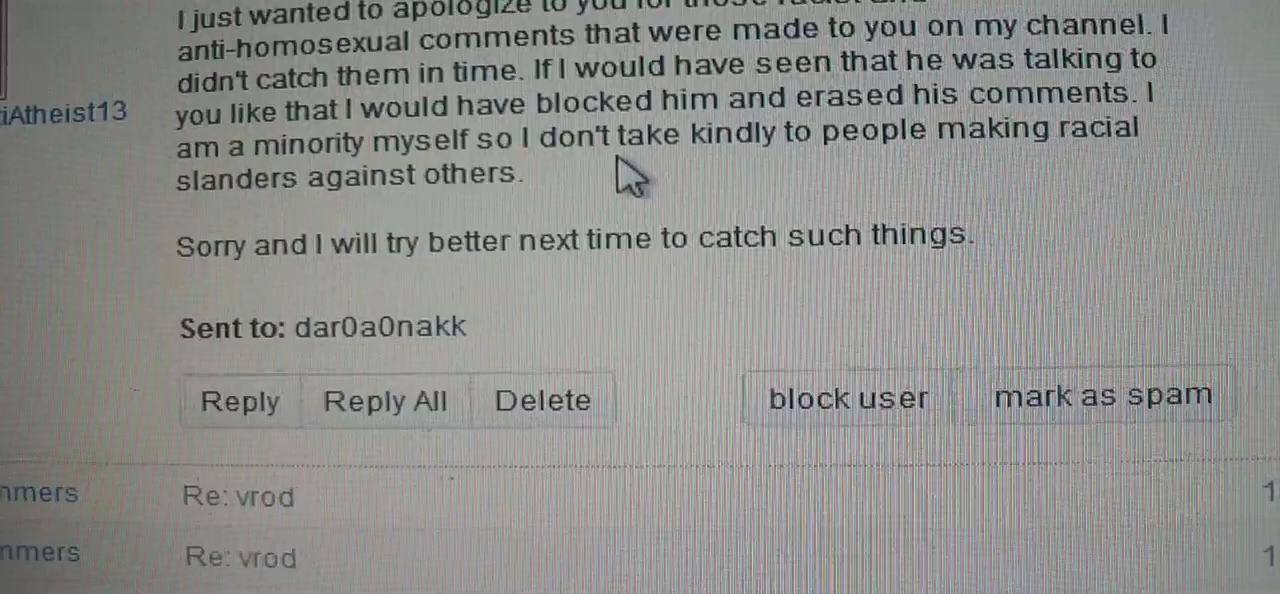 I just wanted to apologize to you for those racist and
anti-homosexual comments that were made to you on my channel. I
didn't catch them in time. If I would have seen that he was talking to
iAtheist13
you like that I would have blocked him and erased his comments. I
am a minority myself so I don't take kindly to people making racial
slanders against others.
Sorry and I will try better next time to catch such things.
Sent to: dar0a0nakk
Reply Reply All Delete block user mark as spam
nmers Re: vrod 1
nmers Re: vrod 1